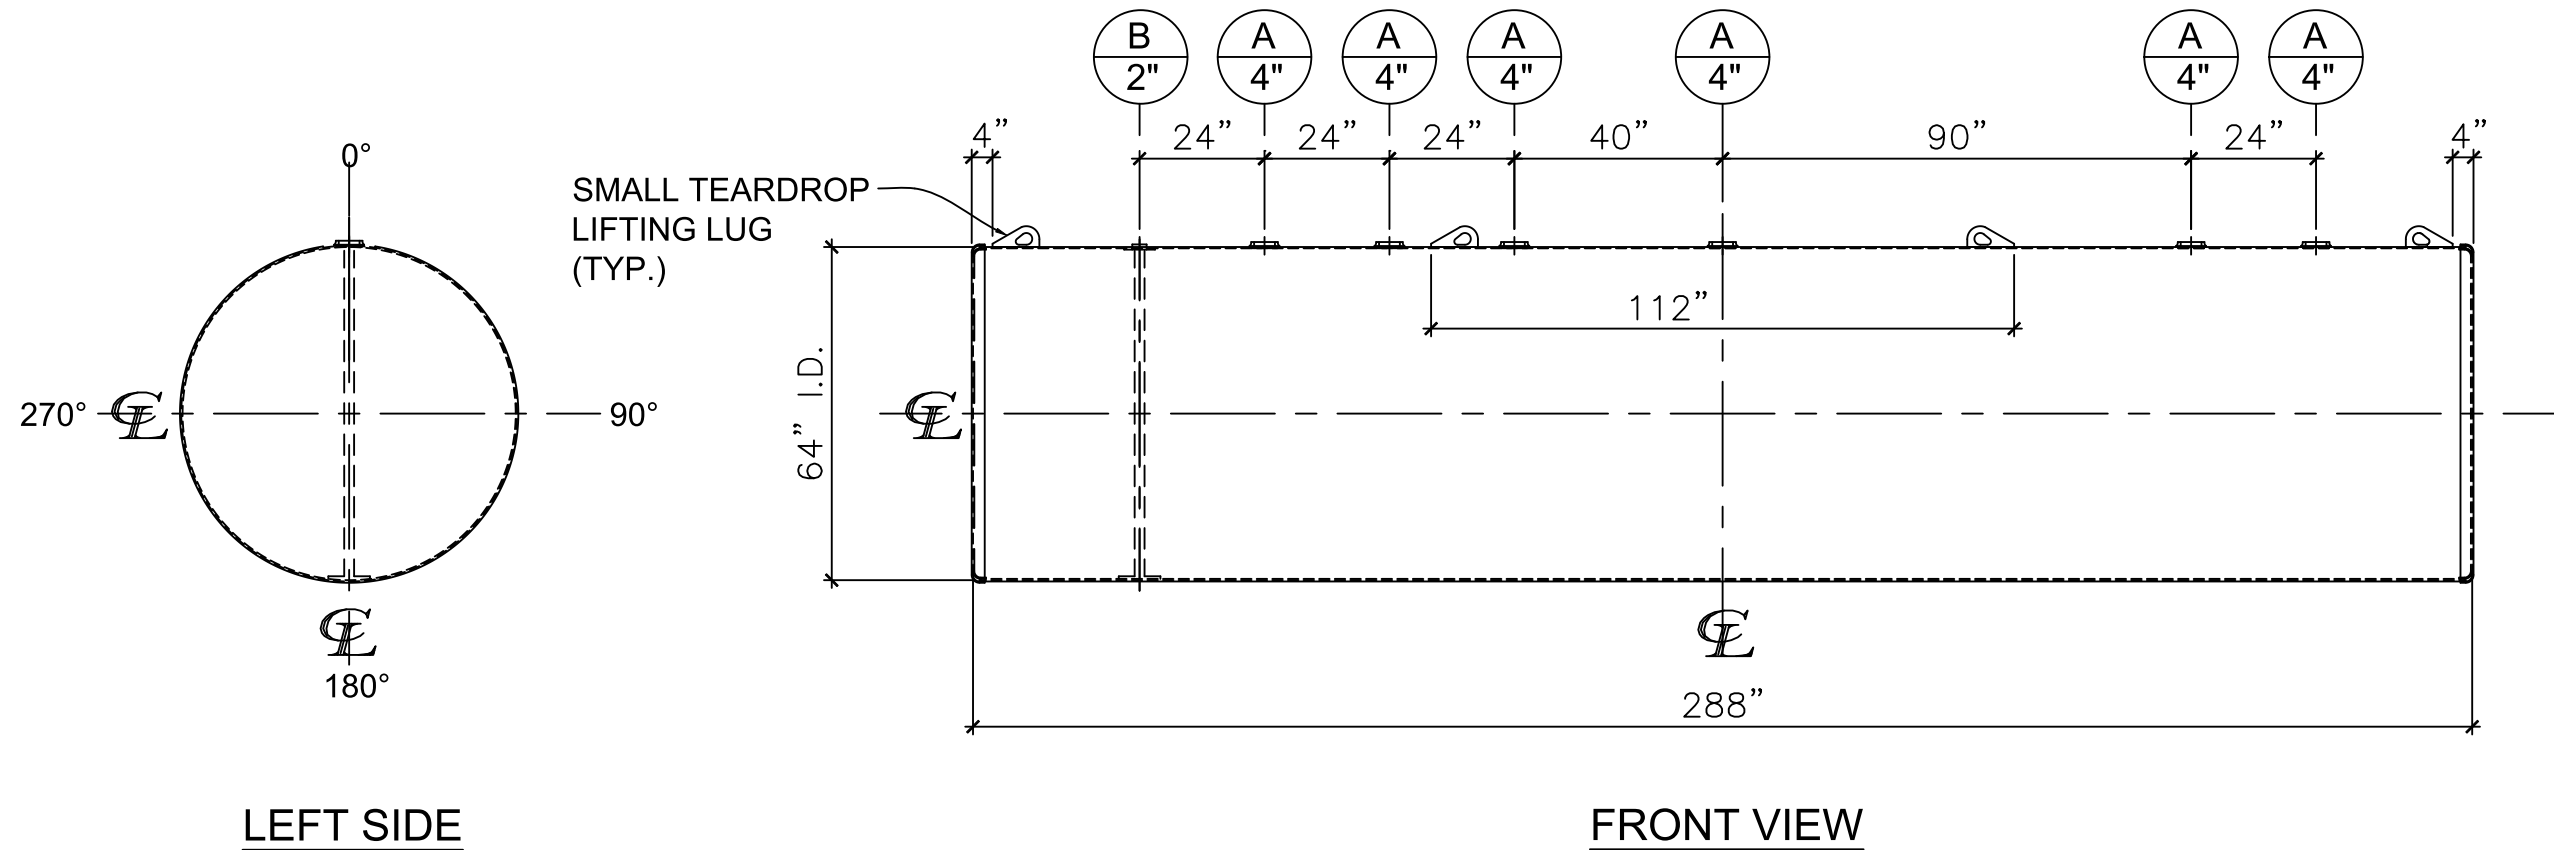 B A A A A A A
2" 4" 4" 4" 4" 4" 4"
4” 24” 24” 24” 40” 90” 24” 4”
0°
SMALL TEARDROP
LIFTING LUG
(TYP.)
112”
64” I.D.
270° CL 90° CL
CL CL
180°
288”
LEFT SIDE FRONT VIEW